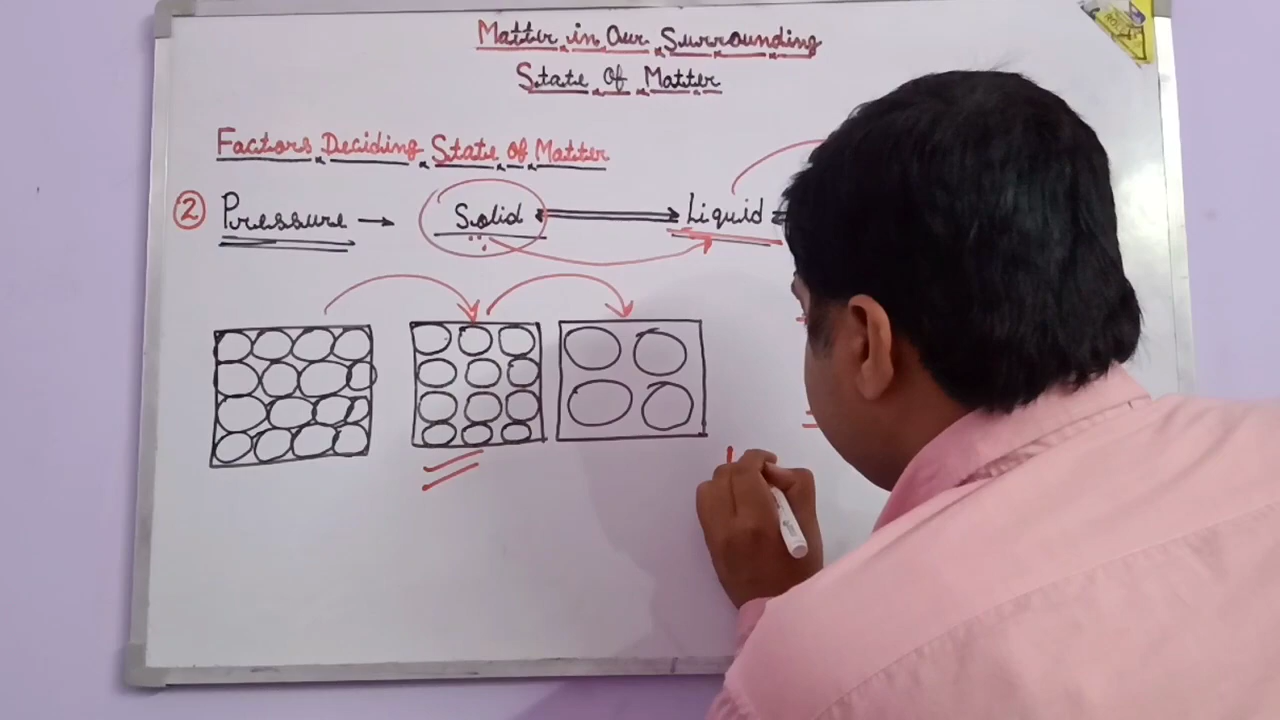 Matter in Our Surrounding
State of Matter
Factors Deciding State of Matter
② Pressure → Solid ⟷ Liquid